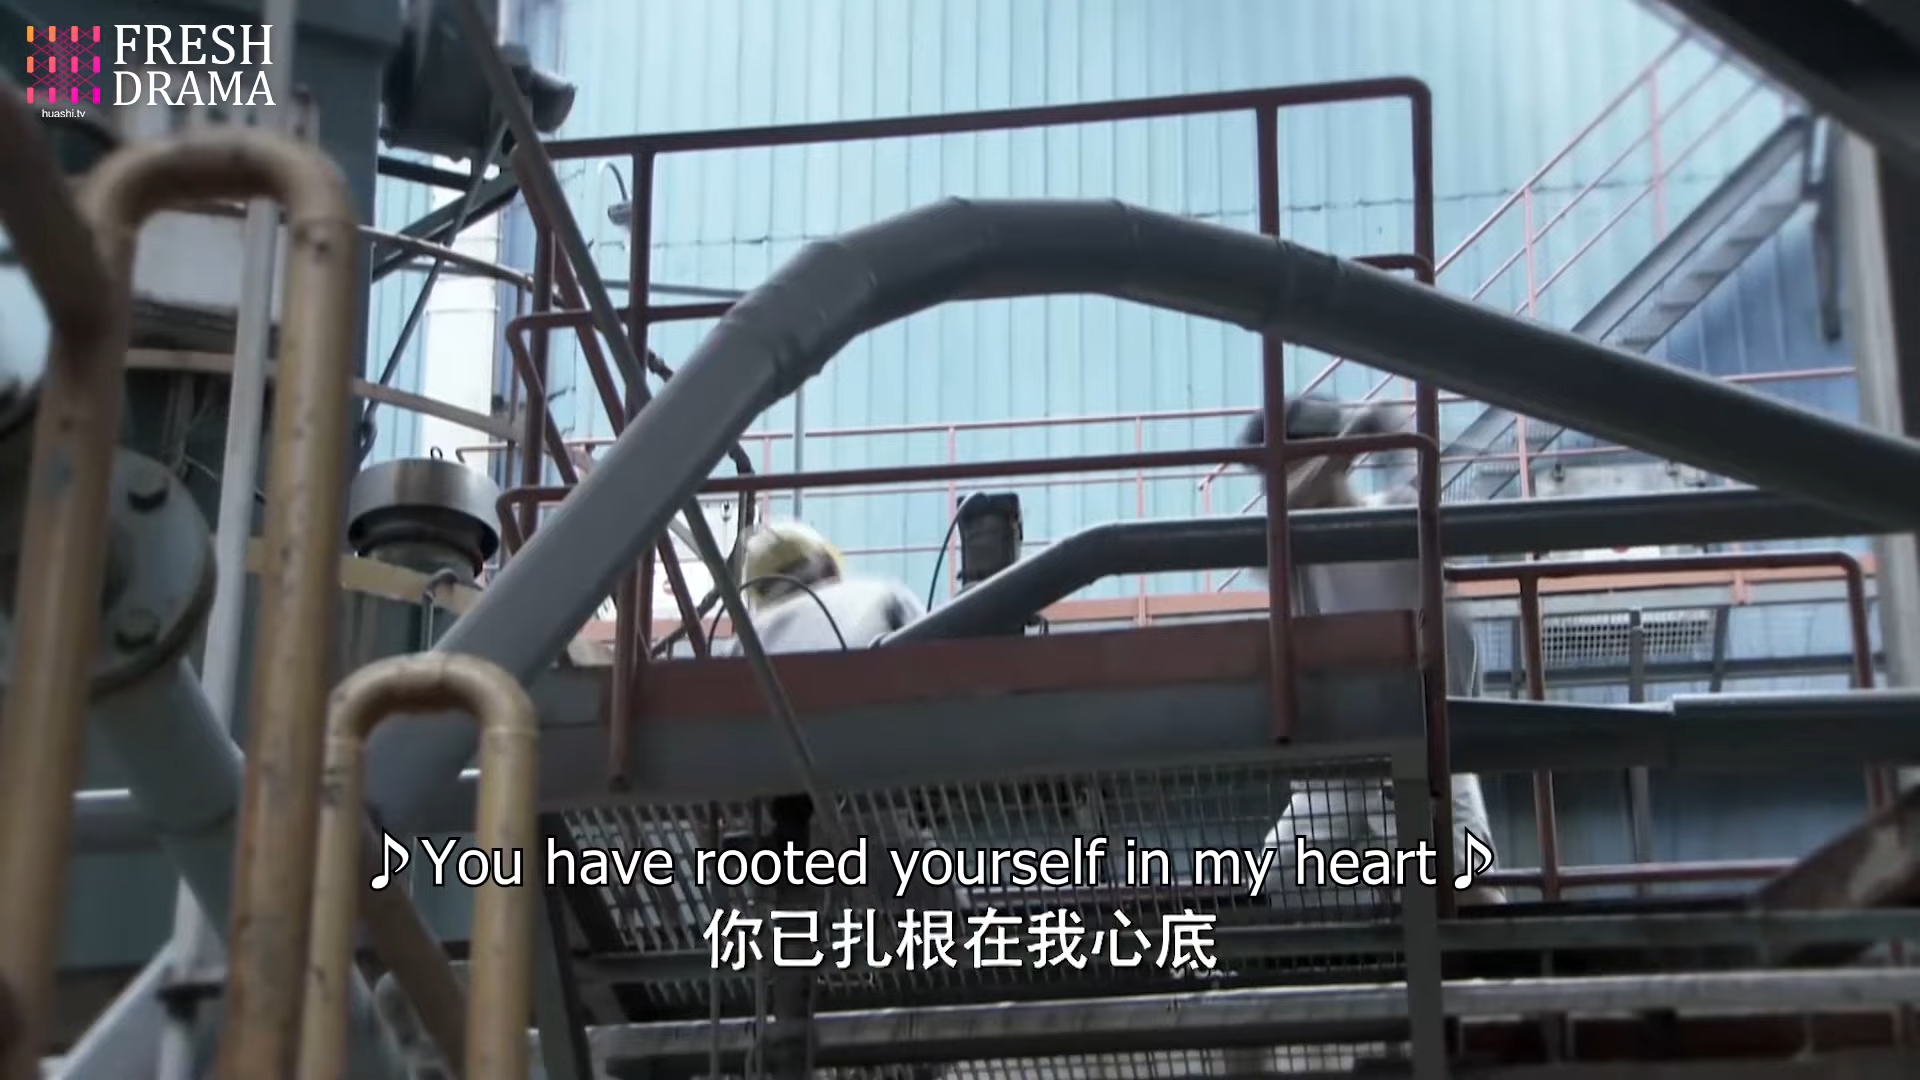 FRESH
DRAMA
huashi.tv
♪You have rooted yourself in my heart♪
你已扎根在我心底